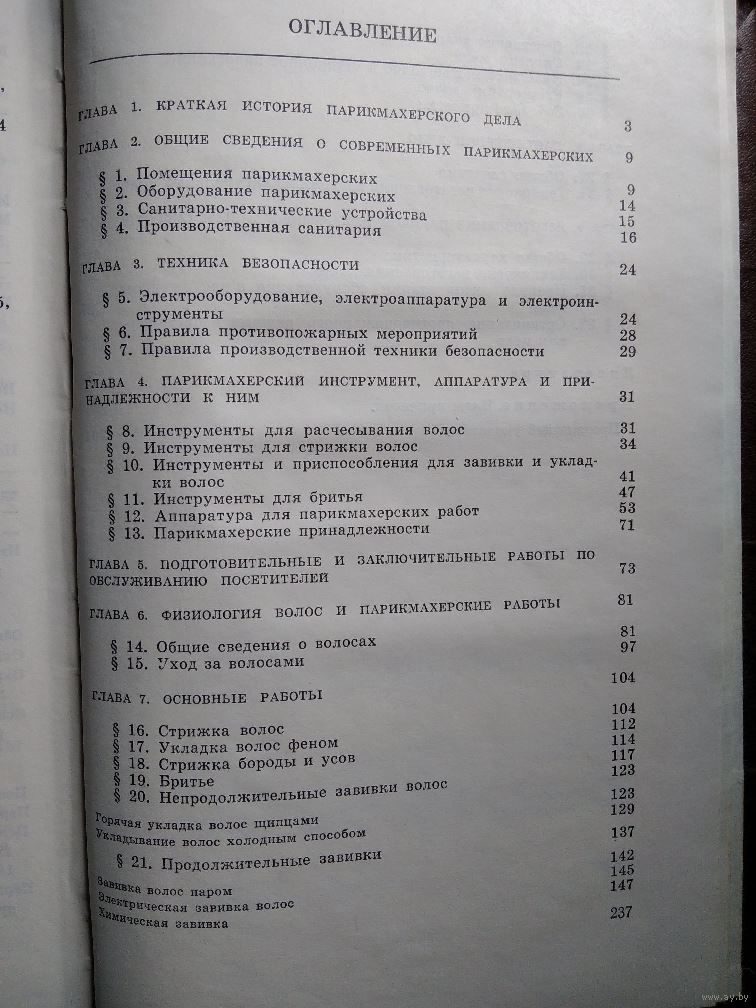 ОГЛАВЛЕНИЕ
ГЛАВА 1. КРАТКАЯ ИСТОРИЯ ПАРИКМАХЕРСКОГО ДЕЛА 3
ГЛАВА 2. ОБЩИЕ СВЕДЕНИЯ О СОВРЕМЕННЫХ ПАРИКМАХЕРСКИХ 9
§ 1. Помещения парикмахерских 9
§ 2. Оборудование парикмахерских 14
§ 3. Санитарно-технические устройства 15
§ 4. Производственная санитария 16
ГЛАВА 3. ТЕХНИКА БЕЗОПАСНОСТИ 24
§ 5. Электрооборудование, электроаппаратура и электроин-
струменты 24
§ 6. Правила противопожарных мероприятий 28
§ 7. Правила производственной техники безопасности 29
ГЛАВА 4. ПАРИКМАХЕРСКИЙ ИНСТРУМЕНТ, АППАРАТУРА И ПРИ-
НАДЛЕЖНОСТИ К НИМ 31
§ 8. Инструменты для расчесывания волос 31
§ 9. Инструменты для стрижки волос 34
§ 10. Инструменты и приспособления для завивки и уклад-
ки волос 41
§ 11. Инструменты для бритья 47
§ 12. Аппаратура для парикмахерских работ 53
§ 13. Парикмахерские принадлежности 71
ГЛАВА 5. ПОДГОТОВИТЕЛЬНЫЕ И ЗАКЛЮЧИТЕЛЬНЫЕ РАБОТЫ ПО
ОБСЛУЖИВАНИЮ ПОСЕТИТЕЛЕЙ 73
ГЛАВА 6. ФИЗИОЛОГИЯ ВОЛОС И ПАРИКМАХЕРСКИЕ РАБОТЫ 81
§ 14. Общие сведения о волосах 81
§ 15. Уход за волосами 97
ГЛАВА 7. ОСНОВНЫЕ РАБОТЫ 104
§ 16. Стрижка волос 104
§ 17. Укладка волос феном 112
§ 18. Стрижка бороды и усов 114
§ 19. Бритье 117
§ 20. Непродолжительные завивки волос 123
Горячая укладка волос щипцами 123
Укладывание волос холодным способом 129
§ 21. Продолжительные завивки 137
Завивка волос паром 142
Электрическая завивка волос 145
Химическая завивка 147
237
www.ay.by